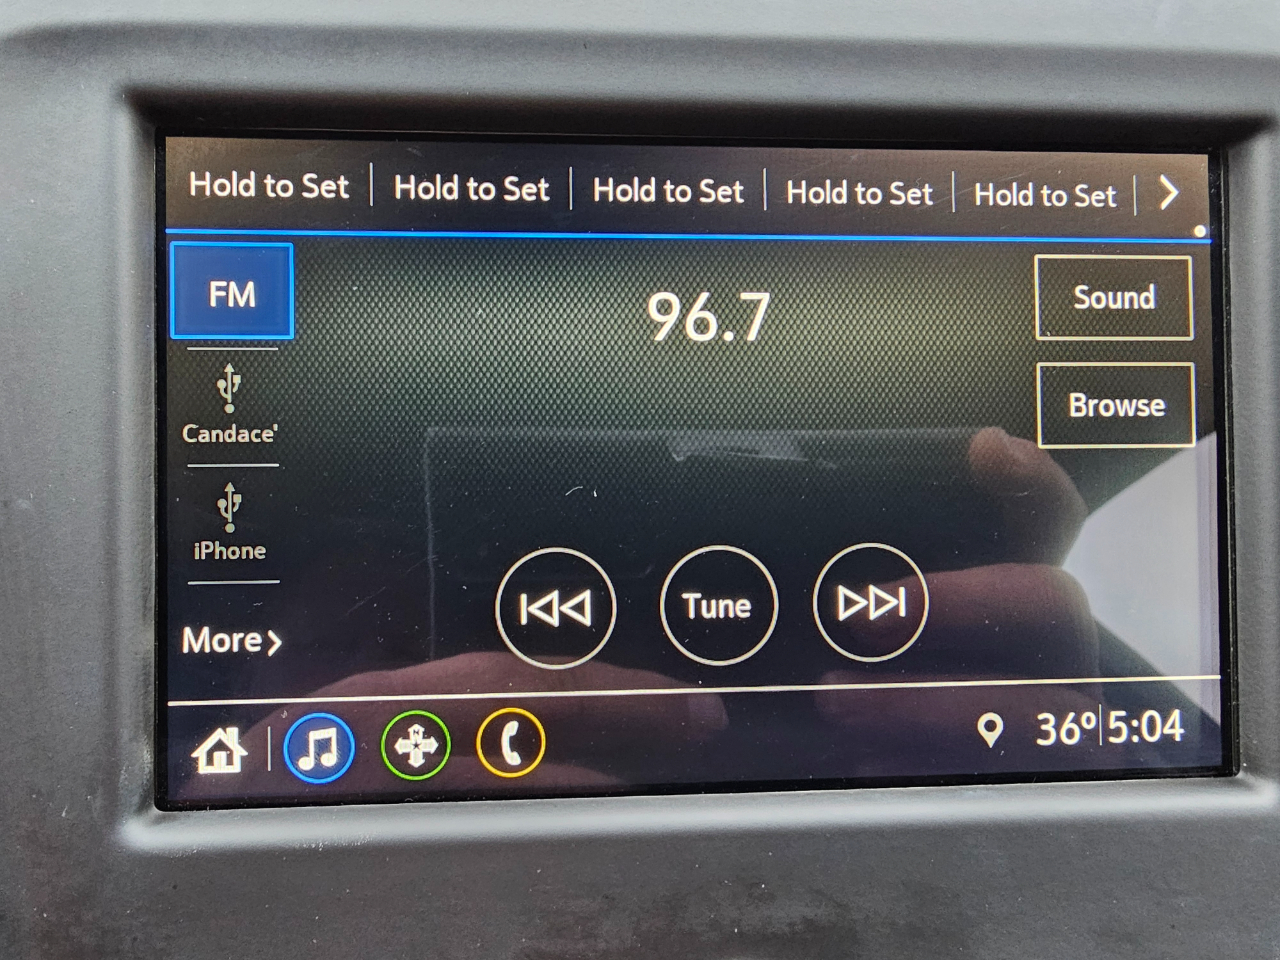 Hold to Set Hold to Set Hold to Set Hold to Set Hold to Set
FM
96.7
Sound
Candace'
Browse
iPhone
More
Tune
N
36° 5:04